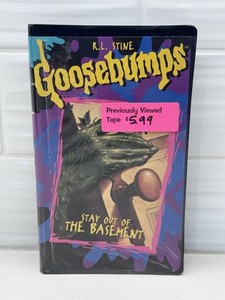 R.L. STINE
Goosebumps
Previously Viewed
Tape $5.99
STAY OUT OF
THE BASEMENT